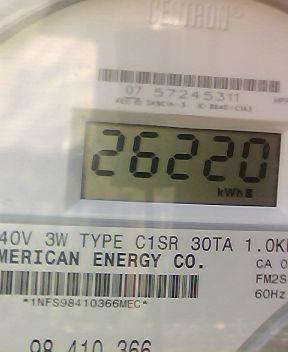 CENTRON®
07 57245311
26220
kWh
40V 3W TYPE C1SR 30TA 1.0K
MERICAN ENERGY CO.
CA 0
FM2S
60Hz
*1NFS98410366MEC*
98 410 366